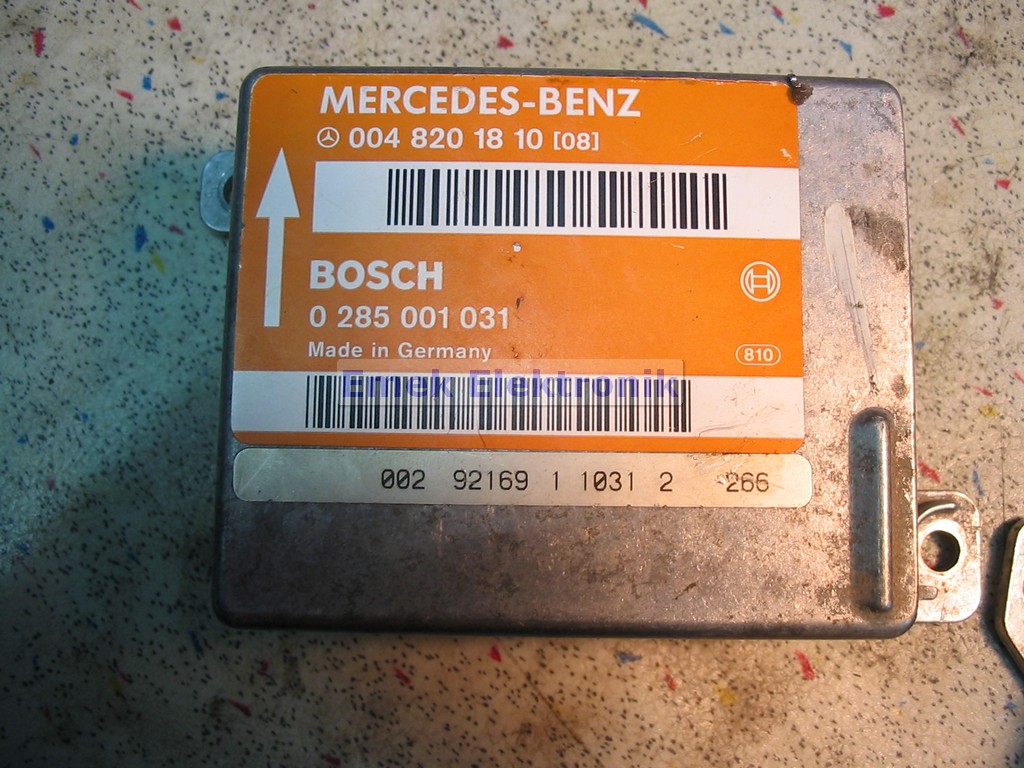 MERCEDES-BENZ
004 820 18 10 [08]
BOSCH
0 285 001 031
Made in Germany
810
Emek Elektronik
002 92169 1 1031 2 266